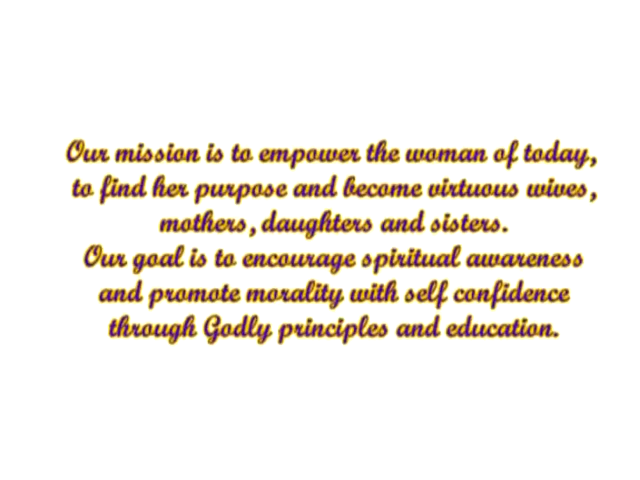 Our mission is to empower the woman of today,
to find her purpose and become virtuous wives,
mothers, daughters and sisters.
Our goal is to encourage spiritual awareness
and promote morality with self confidence
through Godly principles and education.